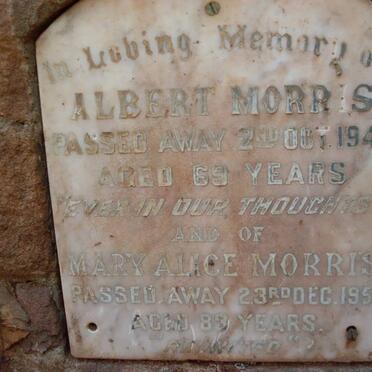 In Loving Memory o
ALBERT MORRIS
PASSED AWAY 2ND OCT. 194
AGED 69 YEARS
"EVER IN OUR THOUGHTS"
AND OF
MARY ALICE MORRIS
PASSED AWAY 23RD DEC. 195
AGED 89 YEARS.